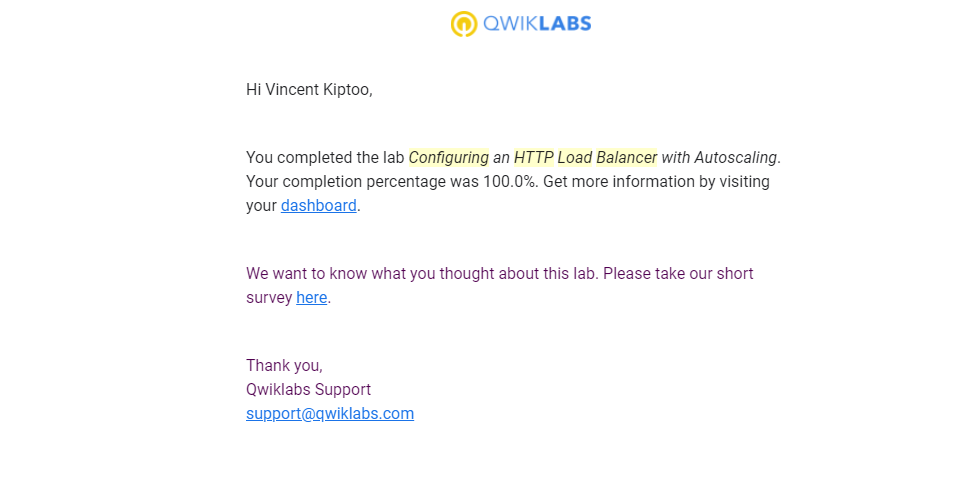 QWIKLABS
Hi Vincent Kiptoo,
You completed the lab Configuring an HTTP Load Balancer with Autoscaling.
Your completion percentage was 100.0%. Get more information by visiting
your dashboard.
We want to know what you thought about this lab. Please take our short
survey here.
Thank you,
Qwiklabs Support
support@qwiklabs.com